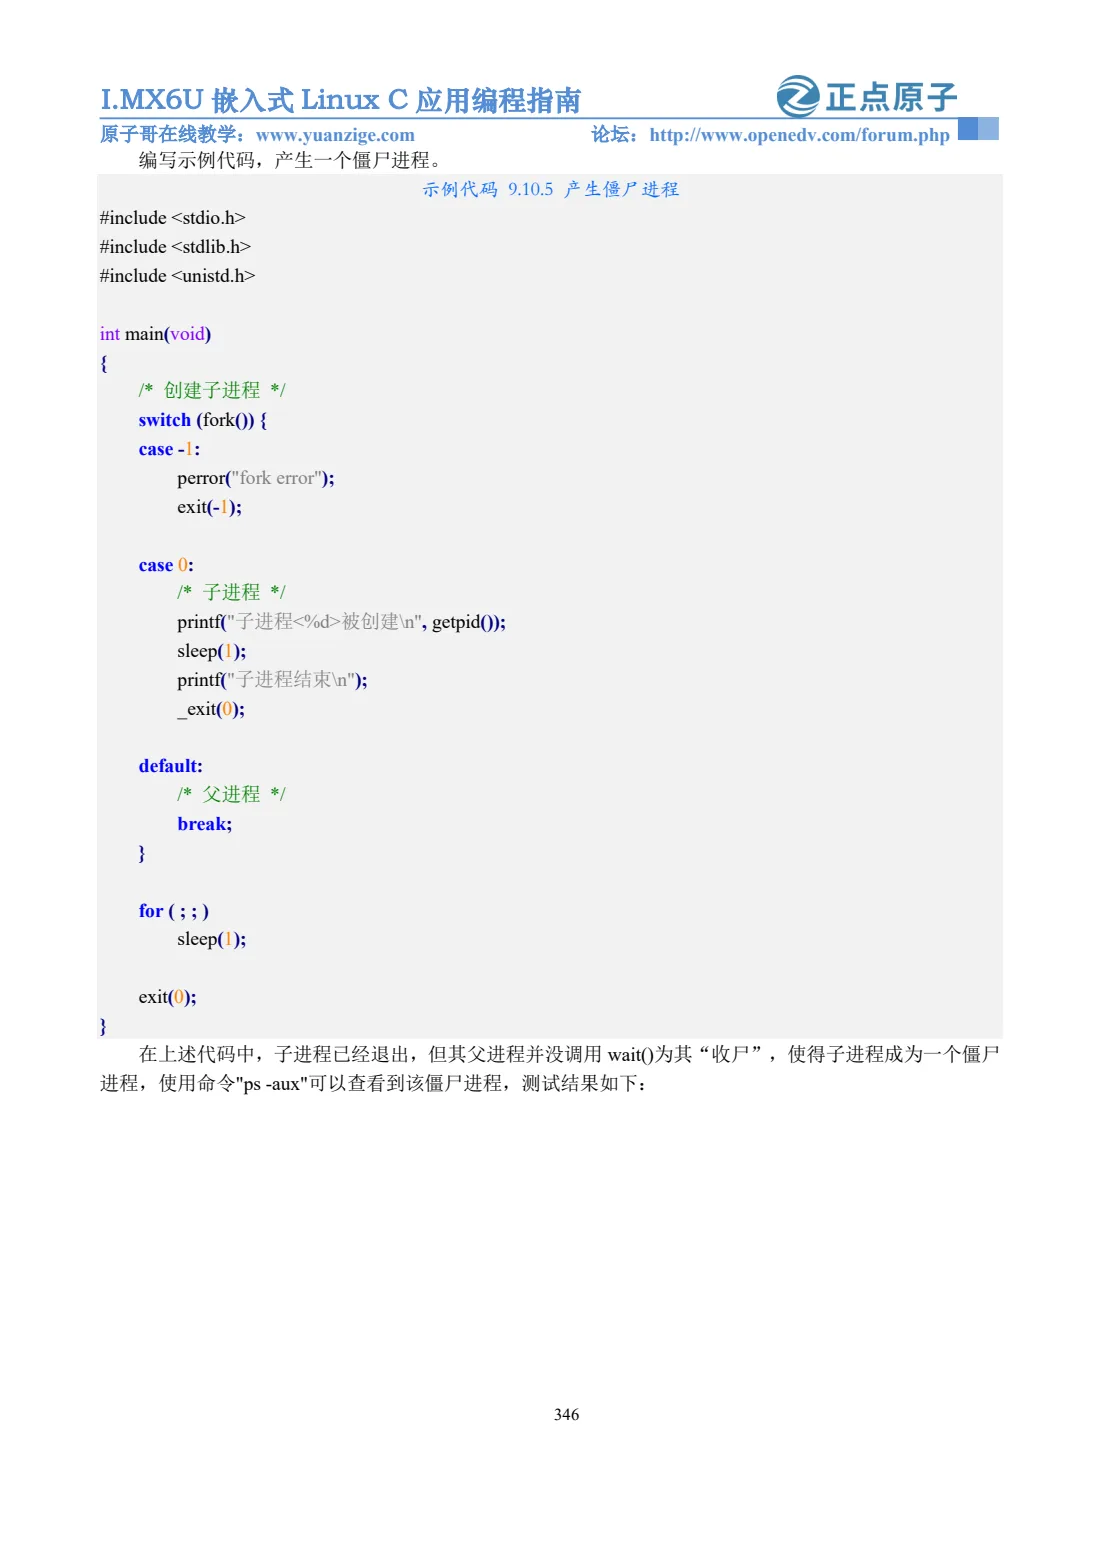 I.MX6U 嵌入式 Linux C 应用编程指南
正点原子
原子哥在线教学：www.yuanzige.com 论坛：http://www.openedv.com/forum.php
编写示例代码，产生一个僵尸进程。
示例代码 9.10.5 产生僵尸进程
#include <stdio.h>
#include <stdlib.h>
#include <unistd.h>
int main(void)
{
/* 创建子进程 */
switch (fork()) {
case -1:
perror("fork error");
exit(-1);
case 0:
/* 子进程 */
printf("子进程<%d>被创建\n", getpid());
sleep(1);
printf("子进程结束\n");
_exit(0);
default:
/* 父进程 */
break;
}
for ( ; ; )
sleep(1);
exit(0);
}
在上述代码中，子进程已经退出，但其父进程并没调用 wait()为其“收尸”，使得子进程成为一个僵尸
进程，使用命令"ps -aux"可以查看到该僵尸进程，测试结果如下：
346